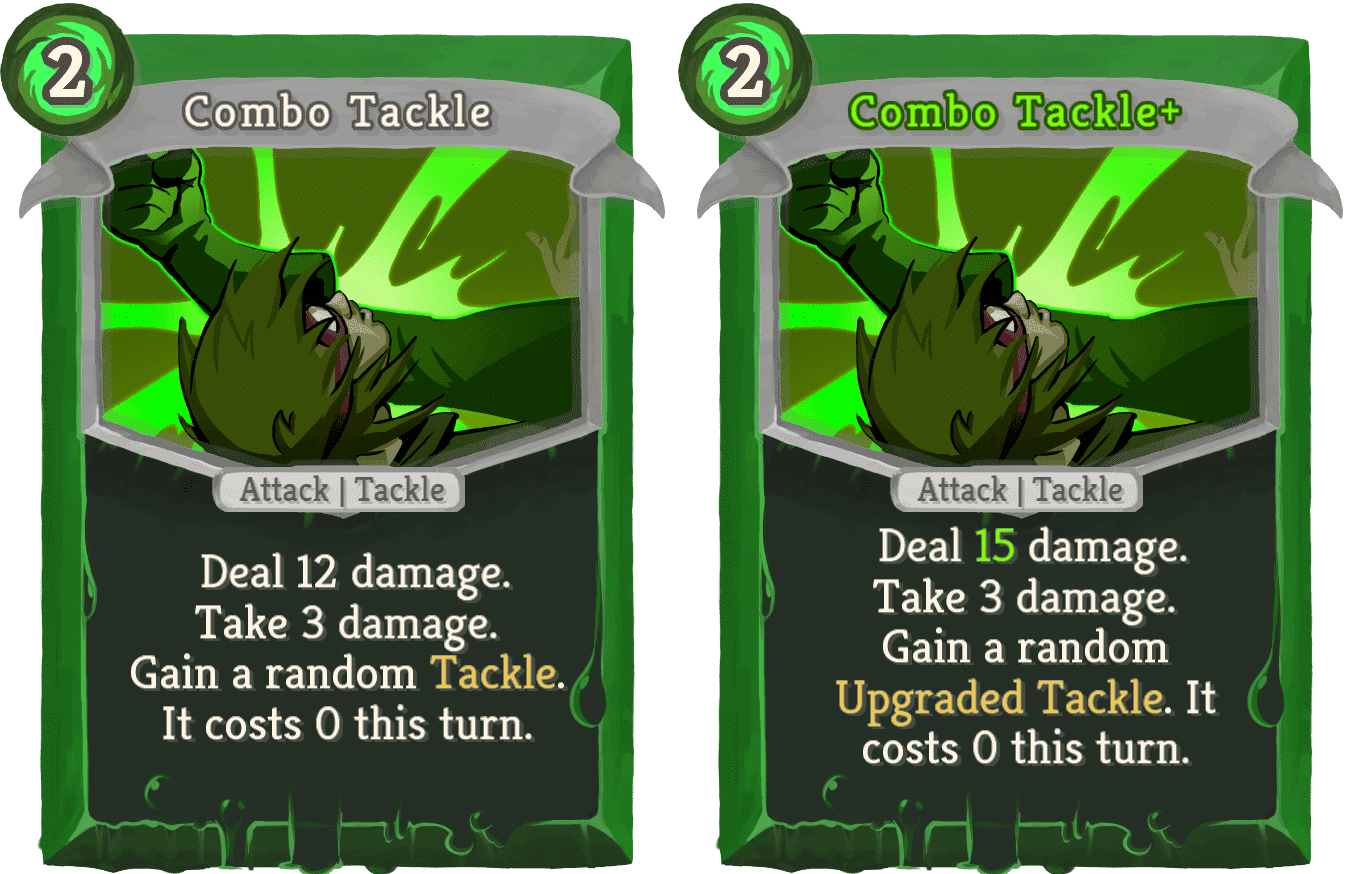 2
Combo Tackle
Attack | Tackle
Deal 12 damage.
Take 3 damage.
Gain a random Tackle.
It costs 0 this turn.
2
Combo Tackle+
Attack | Tackle
Deal 15 damage.
Take 3 damage.
Gain a random
Upgraded Tackle. It
costs 0 this turn.